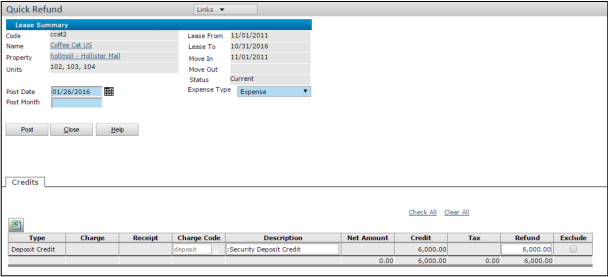 Quick Refund Links
Lease Summary
Code ccat2 Lease From 11/01/2011
Name Coffee Cat US Lease To 10/31/2016
Property hollmoll - Hollister Mall Move In 11/01/2011
Units 102, 103, 104 Move Out
Status Current
Post Date 01/26/2016 Expense Type Expense
Post Month
Post Close Help
Credits
Check All Clear All
Type Charge Receipt Charge Code Description Net Amount Credit Tax Refund Exclude
Deposit Credit deposit :Security Deposit Credit 6,000.00 6,000.00
0.00 6,000.00 0.00 6,000.00